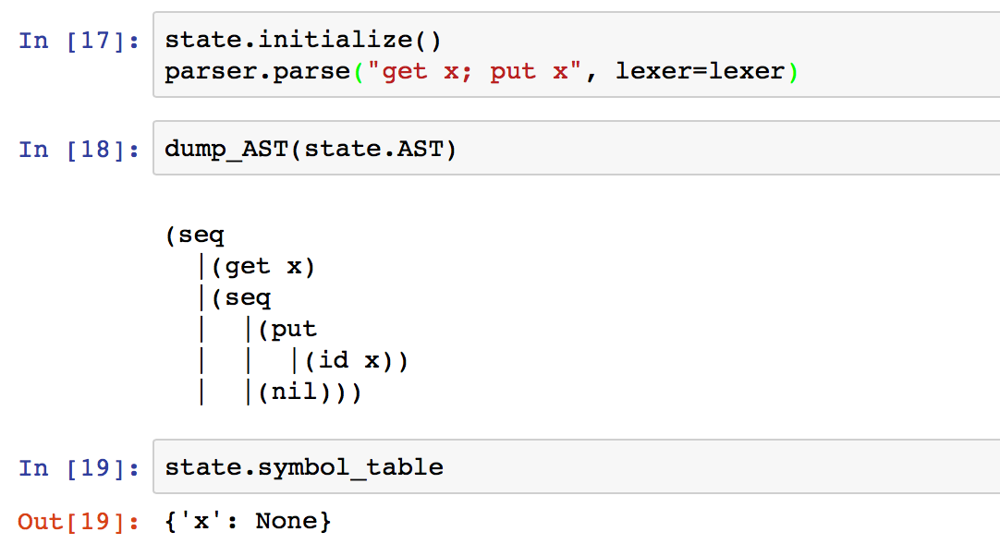 In [17]: state.initialize()
parser.parse("get x; put x", lexer=lexer)
In [18]: dump_AST(state.AST)
(seq
  |(get x)
  |(seq
  |  |(put
  |  |  |(id x))
  |  |(nil)))
In [19]: state.symbol_table
Out[19]: {'x': None}